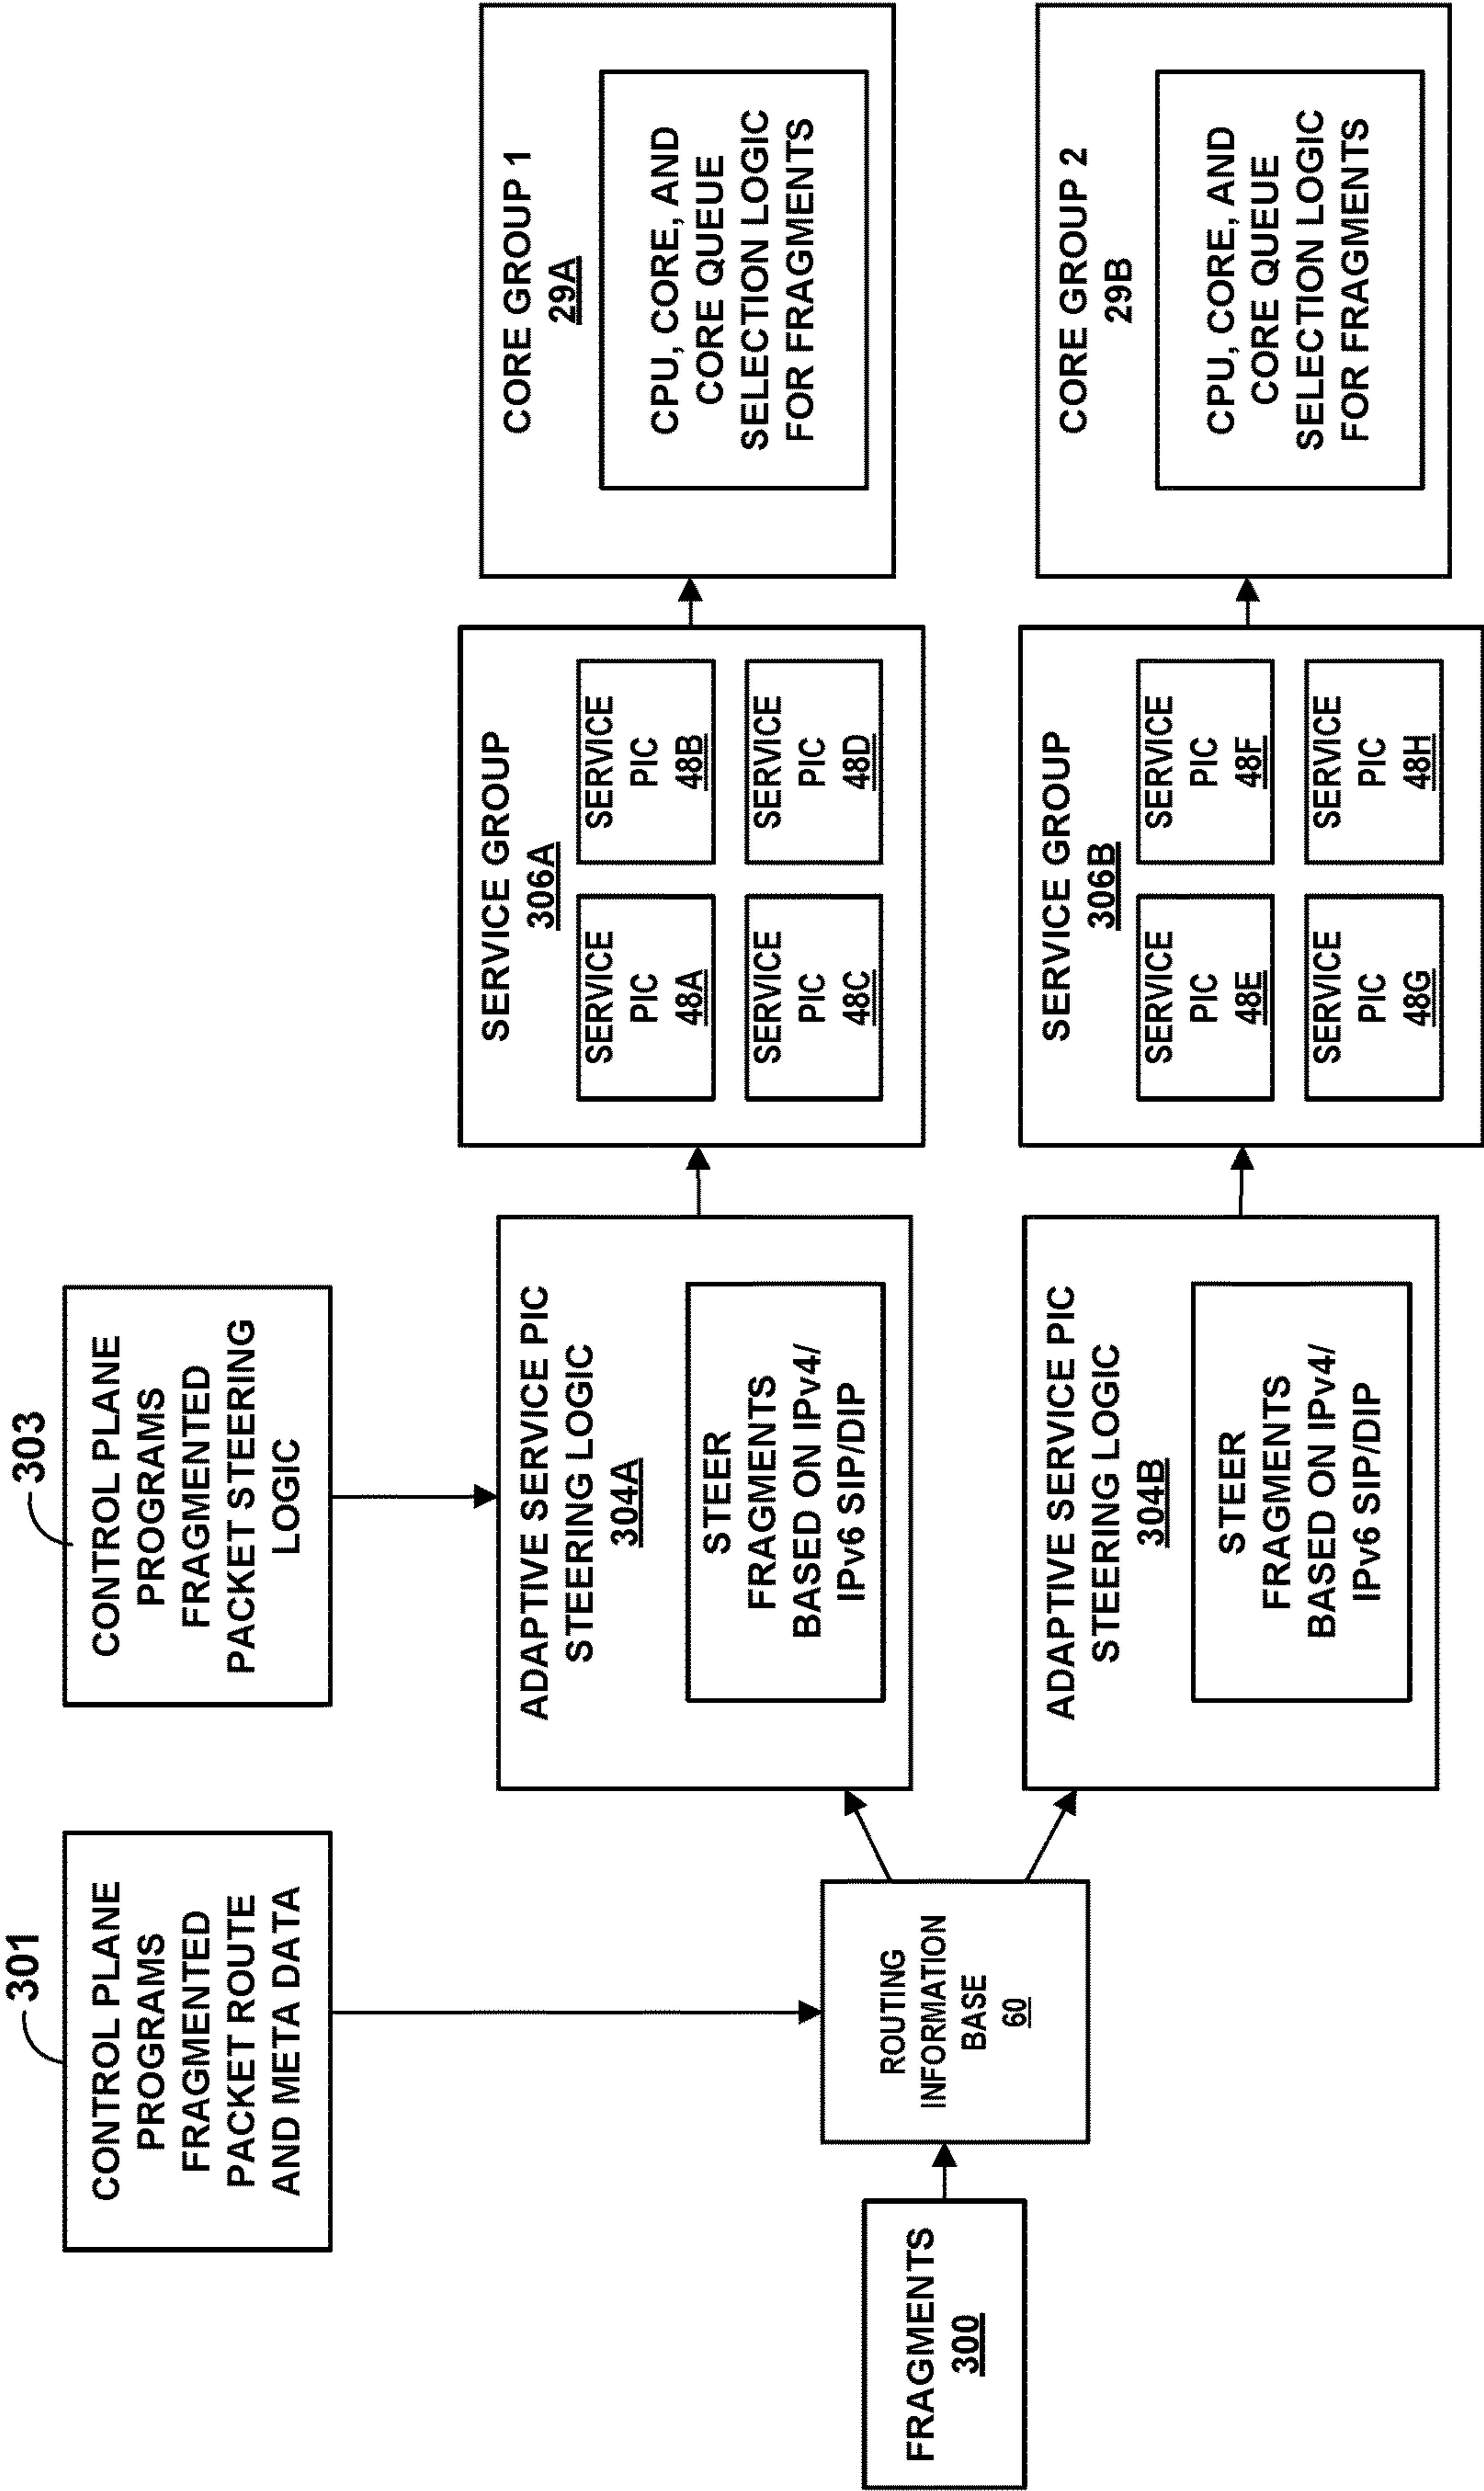 301
CONTROL PLANE
PROGRAMS
FRAGMENTED
PACKET ROUTE
AND META DATA
303
CONTROL PLANE
PROGRAMS
FRAGMENTED
PACKET STEERING
LOGIC
FRAGMENTS
300
ROUTING
INFORMATION
BASE
60
ADAPTIVE SERVICE PIC
STEERING LOGIC
304A
STEER
FRAGMENTS
BASED ON IPv4/
IPv6 SIP/DIP
SERVICE GROUP
306A
SERVICE
PIC
48A
SERVICE
PIC
48B
SERVICE
PIC
48C
SERVICE
PIC
48D
CORE GROUP 1
29A
CPU, CORE, AND
CORE QUEUE
SELECTION LOGIC
FOR FRAGMENTS
ADAPTIVE SERVICE PIC
STEERING LOGIC
304B
STEER
FRAGMENTS
BASED ON IPv4/
IPv6 SIP/DIP
SERVICE GROUP
306B
SERVICE
PIC
48E
SERVICE
PIC
48F
SERVICE
PIC
48G
SERVICE
PIC
48H
CORE GROUP 2
29B
CPU, CORE, AND
CORE QUEUE
SELECTION LOGIC
FOR FRAGMENTS